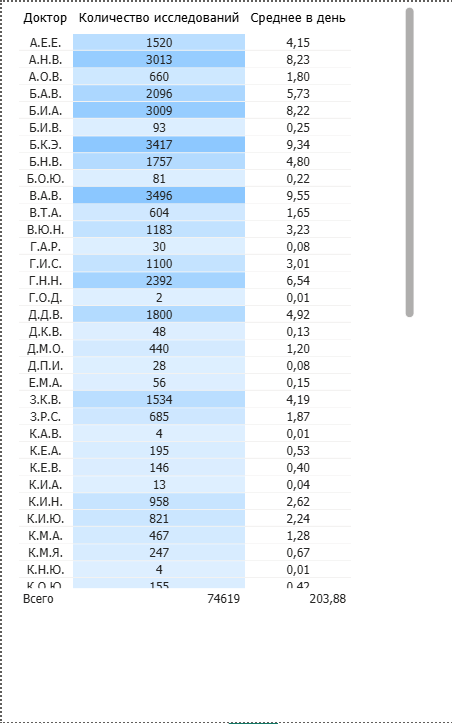 Доктор Количество исследований Среднее в день
А.Е.Е. 1520 4,15
А.Н.В. 3013 8,23
А.О.В. 660 1,80
Б.А.В. 2096 5,73
Б.И.А. 3009 8,22
Б.И.В. 93 0,25
Б.К.Э. 3417 9,34
Б.Н.В. 1757 4,80
Б.О.Ю. 81 0,22
В.А.В. 3496 9,55
В.Т.А. 604 1,65
В.Ю.Н. 1183 3,23
Г.А.Р. 30 0,08
Г.И.С. 1100 3,01
Г.Н.Н. 2392 6,54
Г.О.Д. 2 0,01
Д.Д.В. 1800 4,92
Д.К.В. 48 0,13
Д.М.О. 440 1,20
Д.П.И. 28 0,08
Е.М.А. 56 0,15
З.К.В. 1534 4,19
З.Р.С. 685 1,87
К.А.В. 4 0,01
К.Е.А. 195 0,53
К.Е.В. 146 0,40
К.И.А. 13 0,04
К.И.Н. 958 2,62
К.И.Ю. 821 2,24
К.М.А. 467 1,28
К.М.Я. 247 0,67
К.Н.Ю. 4 0,01
К.О.Ю. 155 0,42
Всего 74619 203,88